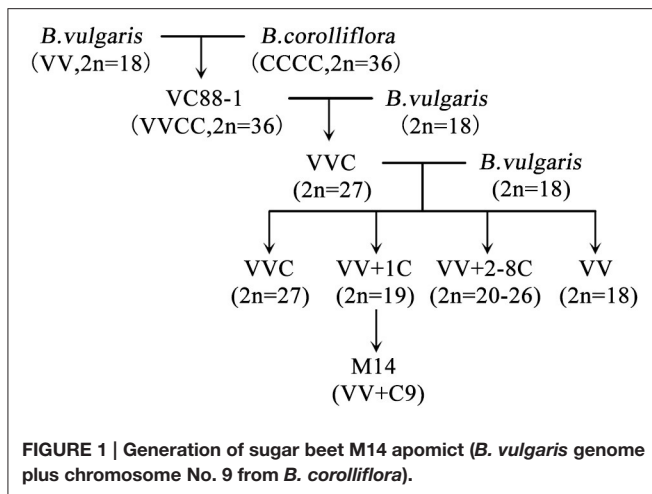 B.vulgaris B.corolliflora
(VV,2n=18) (CCCC,2n=36)
VC88-1 B.vulgaris
(VVCC,2n=36) (2n=18)
VVC B.vulgaris
(2n=27) (2n=18)
VVC VV+1C VV+2-8C VV
(2n=27) (2n=19) (2n=20-26) (2n=18)
M14
(VV+C9)
FIGURE 1 | Generation of sugar beet M14 apomict (B. vulgaris genome
plus chromosome No. 9 from B. corolliflora).